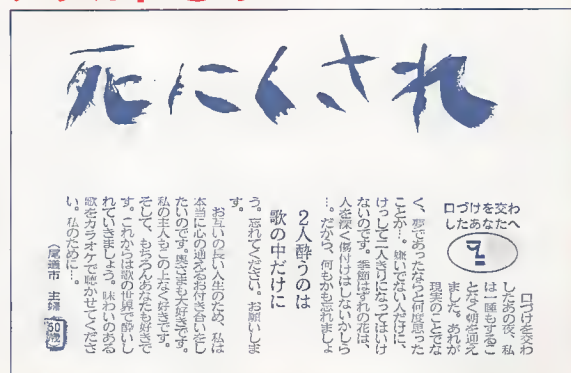 死にくされ
口づけを交わ
したあなたへ
口づけを交わ
したあの夜、私
は一睡もするこ
となく朝を迎え
ました。あれが
現実のことでな
く、夢であったならと何度思った
ことか…。嫌いでない人だけに、
けっして二人きりになってはいけ
ないのです。季節はずれの花は、
人を深く傷付けはしないかしら
…。だから、何もかも忘れましょ
う。忘れてください。お願いしま
す。
2人酔うのは
歌の中だけに
お互いの長い人生のため、私は
本当に心の通えるお付き合いをし
たいのです。奥さまも大好きです。
私の主人もこの上なく好きです。
そして、もちろんあなたも好きで
す。これからは歌の世界で酔いし
れていきましょう。味わいのある
歌をカラオケで聴かせてくださ
い。私のために…。
(尾道市 主婦 50歳)